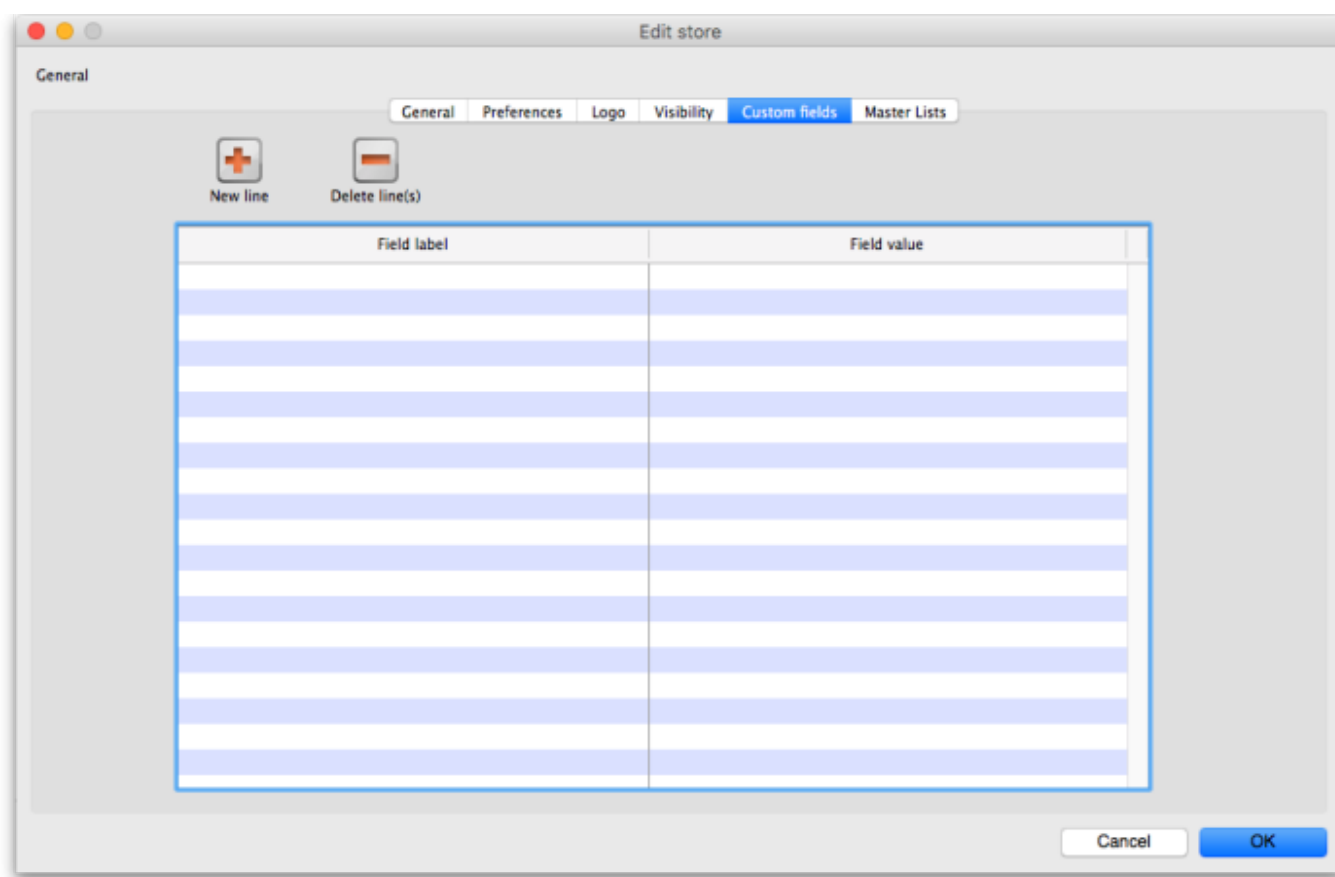 Edit store
General
General Preferences Logo Visibility Custom fields Master Lists
New line Delete line(s)
Field label Field value
Cancel OK